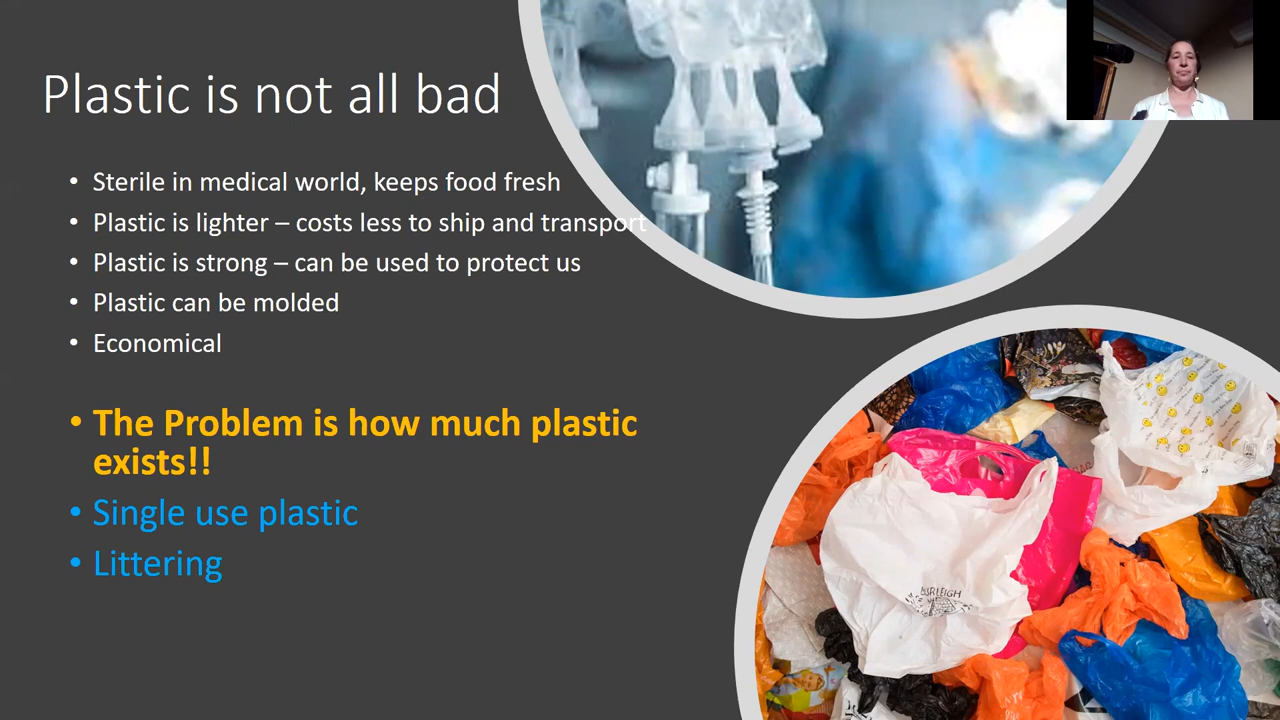 Plastic is not all bad
• Sterile in medical world, keeps food fresh
• Plastic is lighter – costs less to ship and transport
• Plastic is strong – can be used to protect us
• Plastic can be molded
• Economical
• The Problem is how much plastic
exists!!
• Single use plastic
• Littering